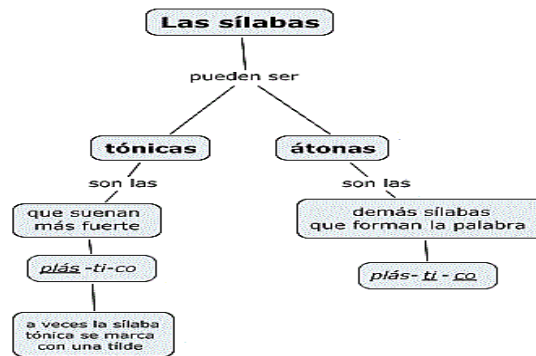 Las sílabas
pueden ser
tónicas
átonas
son las
son las
que suenan
más fuerte
demás sílabas
que forman la palabra
plás -ti-co
plás- ti - co
a veces la sílaba
tónica se marca
con una tilde